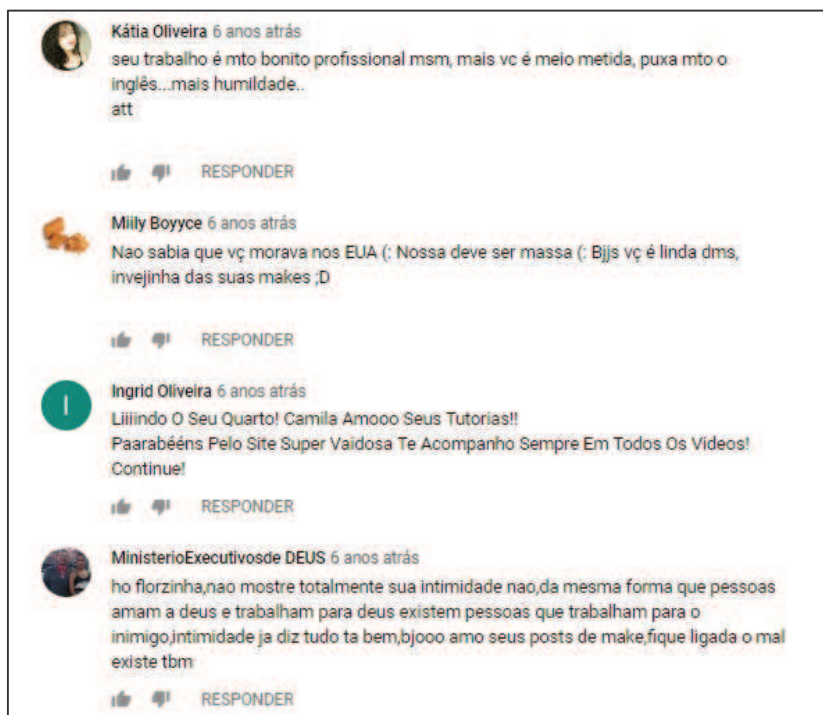 Kátia Oliveira 6 anos atrás
seu trabalho é mto bonito profissional msm, mais vc é meio metida, puxa mto o
inglês...mais humildade..
att
RESPONDER
Miily Boyyce 6 anos atrás
Nao sabia que vç morava nos EUA (: Nossa deve ser massa (: Bjjs vç é linda dms,
invejinha das suas makes ;D
RESPONDER
I
Ingrid Oliveira 6 anos atrás
Liiiindo O Seu Quarto! Camila Amooo Seus Tutorias!!
Paarabééns Pelo Site Super Vaidosa Te Acompanho Sempre Em Todos Os Videos!
Continue!
RESPONDER
MinisterioExecutivosde DEUS 6 anos atrás
ho florzinha,nao mostre totalmente sua intimidade nao,da mesma forma que pessoas
amam a deus e trabalham para deus existem pessoas que trabalham para o
inimigo,intimidade ja diz tudo ta bem,bjooo amo seus posts de make,fique ligada o mal
existe tbm
RESPONDER